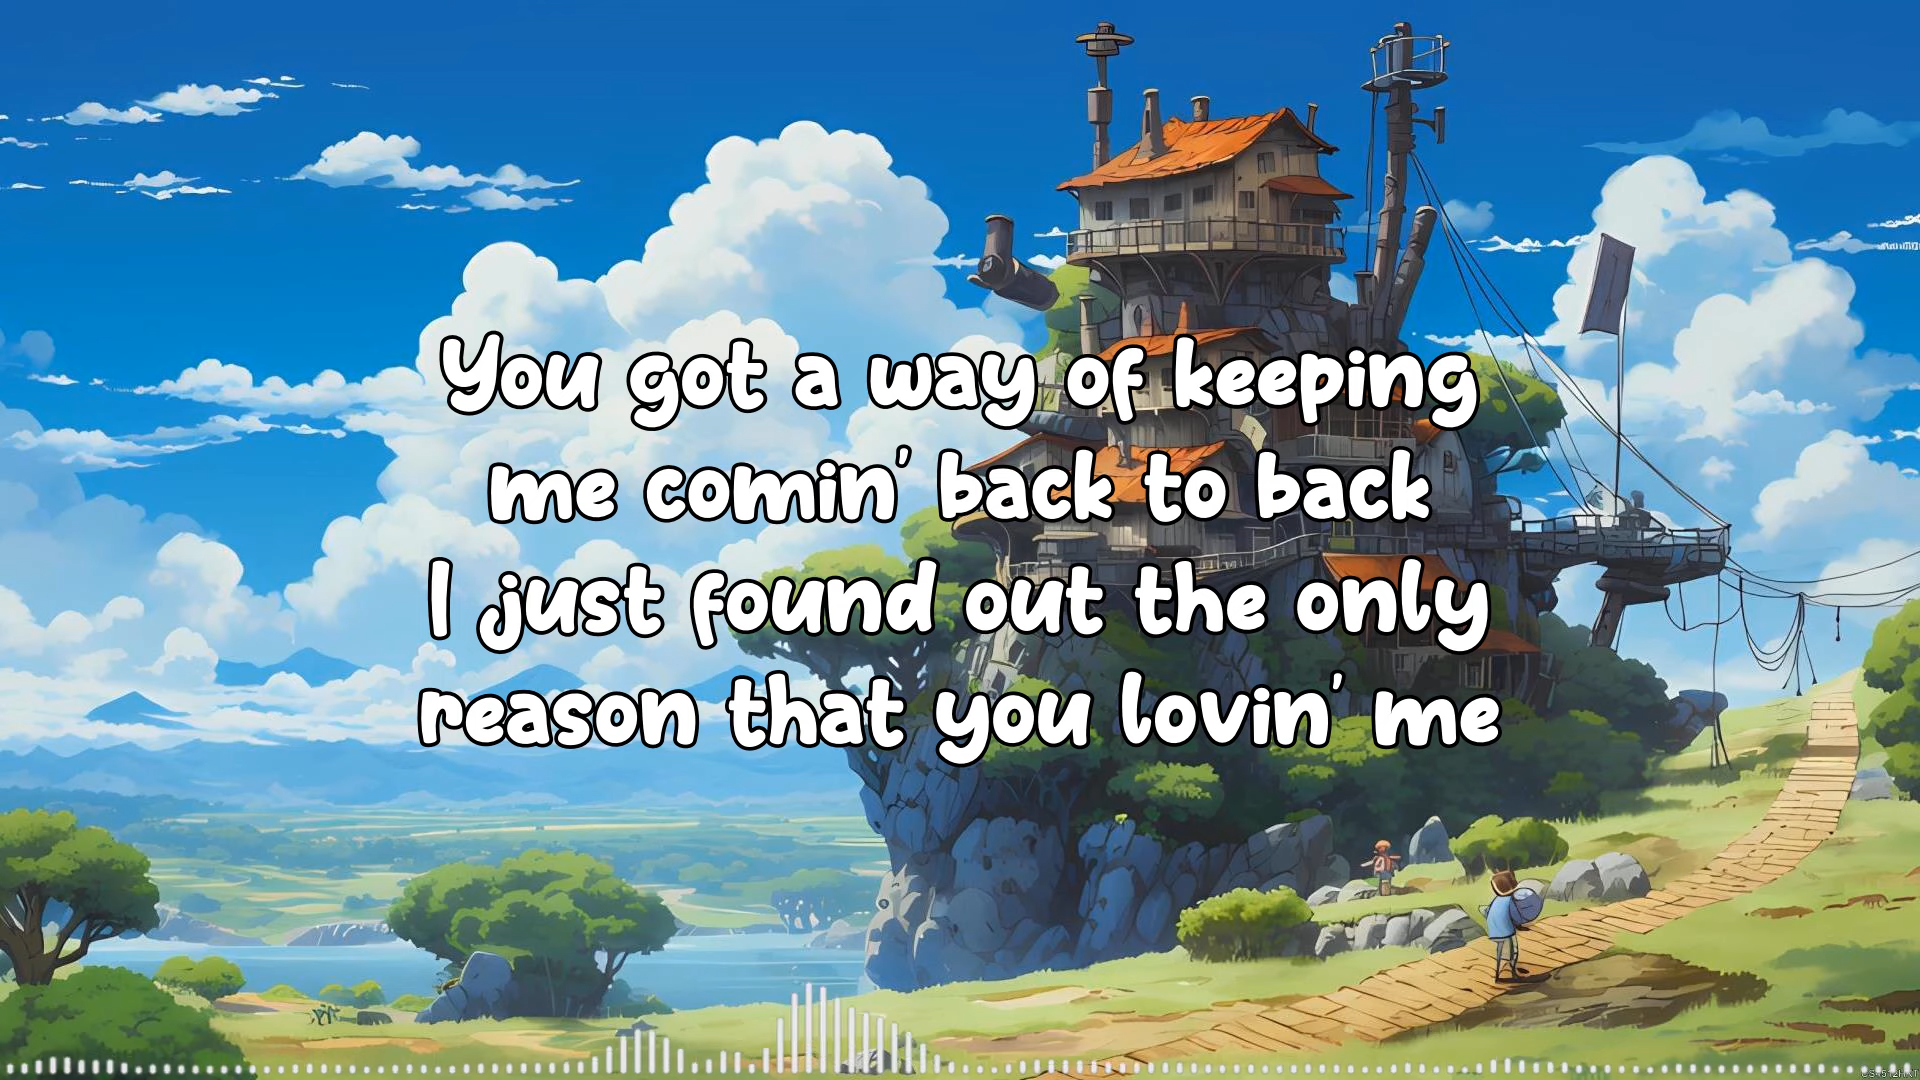 You got a way of keeping
me comin' back to back
I just found out the only
reason that you lovin' me